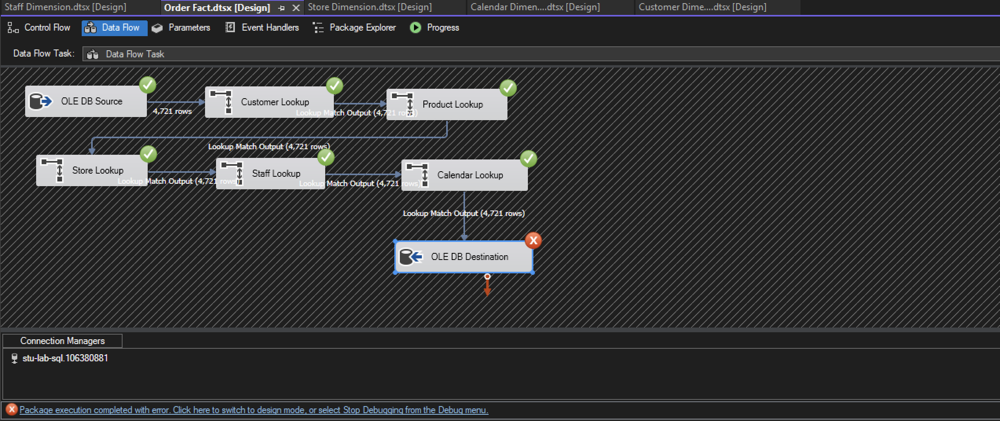 Staff Dimension.dtsx [Design]
Order Fact.dtsx [Design]
Store Dimension.dtsx [Design]
Calendar Dimen....dtsx [Design]
Customer Dime....dtsx [Design]
Control Flow
Data Flow
Parameters
Event Handlers
Package Explorer
Progress
Data Flow Task:
Data Flow Task
OLE DB Source
4,721 rows
Customer Lookup
Lookup Match Output (4,721 rows)
Product Lookup
Lookup Match Output (4,721 rows)
Store Lookup
Lookup Match Output (4,721 rows)
Staff Lookup
Lookup Match Output (4,721 rows)
Calendar Lookup
Lookup Match Output (4,721 rows)
OLE DB Destination
Connection Managers
stu-lab-sql.106380881
Package execution completed with error. Click here to switch to design mode, or select Stop Debugging from the Debug menu.